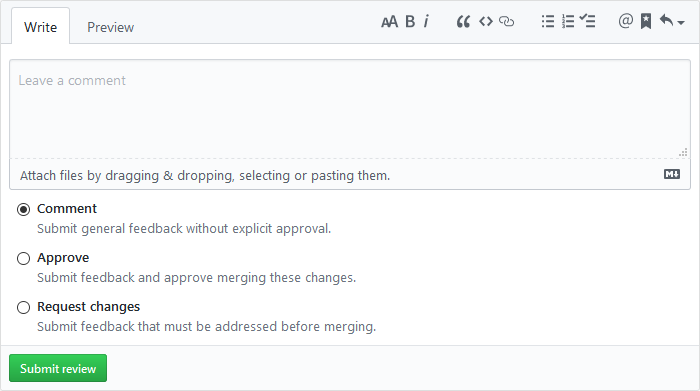 Write Preview AA B i @
Leave a comment
Attach files by dragging & dropping, selecting or pasting them.
Comment
Submit general feedback without explicit approval.
Approve
Submit feedback and approve merging these changes.
Request changes
Submit feedback that must be addressed before merging.
Submit review